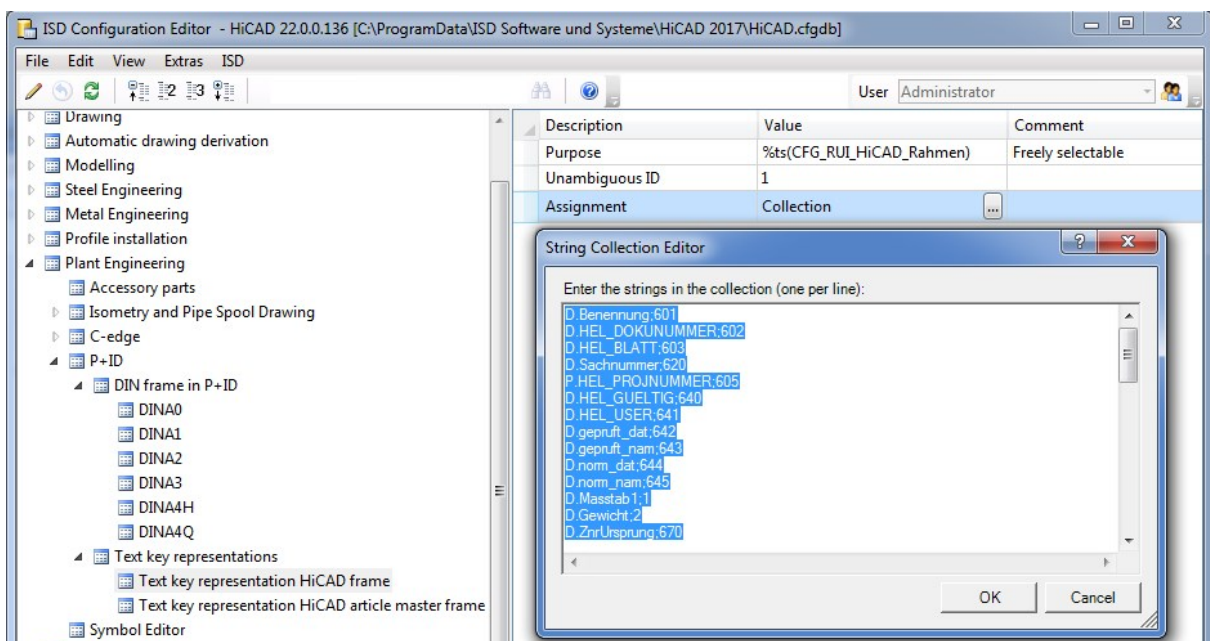 ISD Configuration Editor - HiCAD 22.0.0.136 [C:\ProgramData\ISD Software und Systeme\HiCAD 2017\HiCAD.cfgdb]
File Edit View Extras ISD
User Administrator
Drawing
Automatic drawing derivation
Modelling
Steel Engineering
Metal Engineering
Profile installation
Plant Engineering
Accessory parts
Isometry and Pipe Spool Drawing
C-edge
P+ID
DIN frame in P+ID
DINA0
DINA1
DINA2
DINA3
DINA4H
DINA4Q
Text key representations
Text key representation HiCAD frame
Text key representation HiCAD article master frame
Symbol Editor
Description Value Comment
Purpose %ts(CFG_RUI_HiCAD_Rahmen) Freely selectable
Unambiguous ID 1
Assignment Collection ...
String Collection Editor
Enter the strings in the collection (one per line):
D.Benennung;601
D.HEL_DOKUNUMMER;602
D.HEL_BLATT;603
D.Sachnummer;620
P.HEL_PROJNUMMER;605
D.HEL_GUELTIG;640
D.HEL_USER;641
D.gepruft_dat;642
D.gepruft_nam;643
D.norm_dat;644
D.norm_nam;645
D.Masstab1;1
D.Gewicht;2
D.ZnrUrsprung;670
OK Cancel